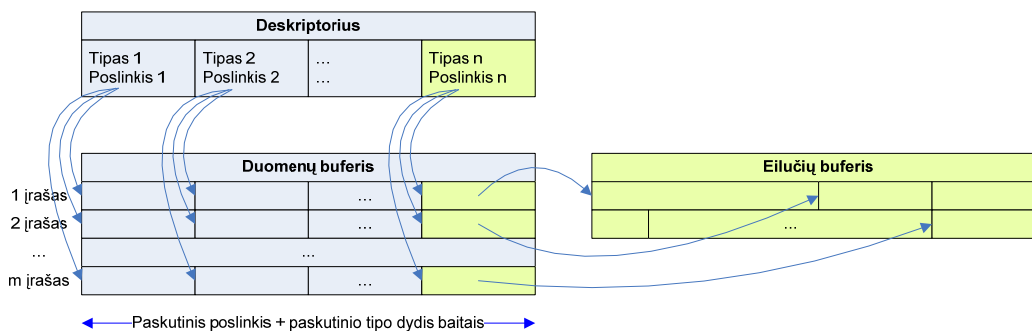 Deskriptorius
Tipas 1
Poslinkis 1
Tipas 2
Poslinkis 2
...
...
Tipas n
Poslinkis n
Duomenų buferis
Eilučių buferis
1 įrašas
...
2 įrašas
...
...
...
m įrašas
...
Paskutinis poslinkis + paskutinio tipo dydis baitais